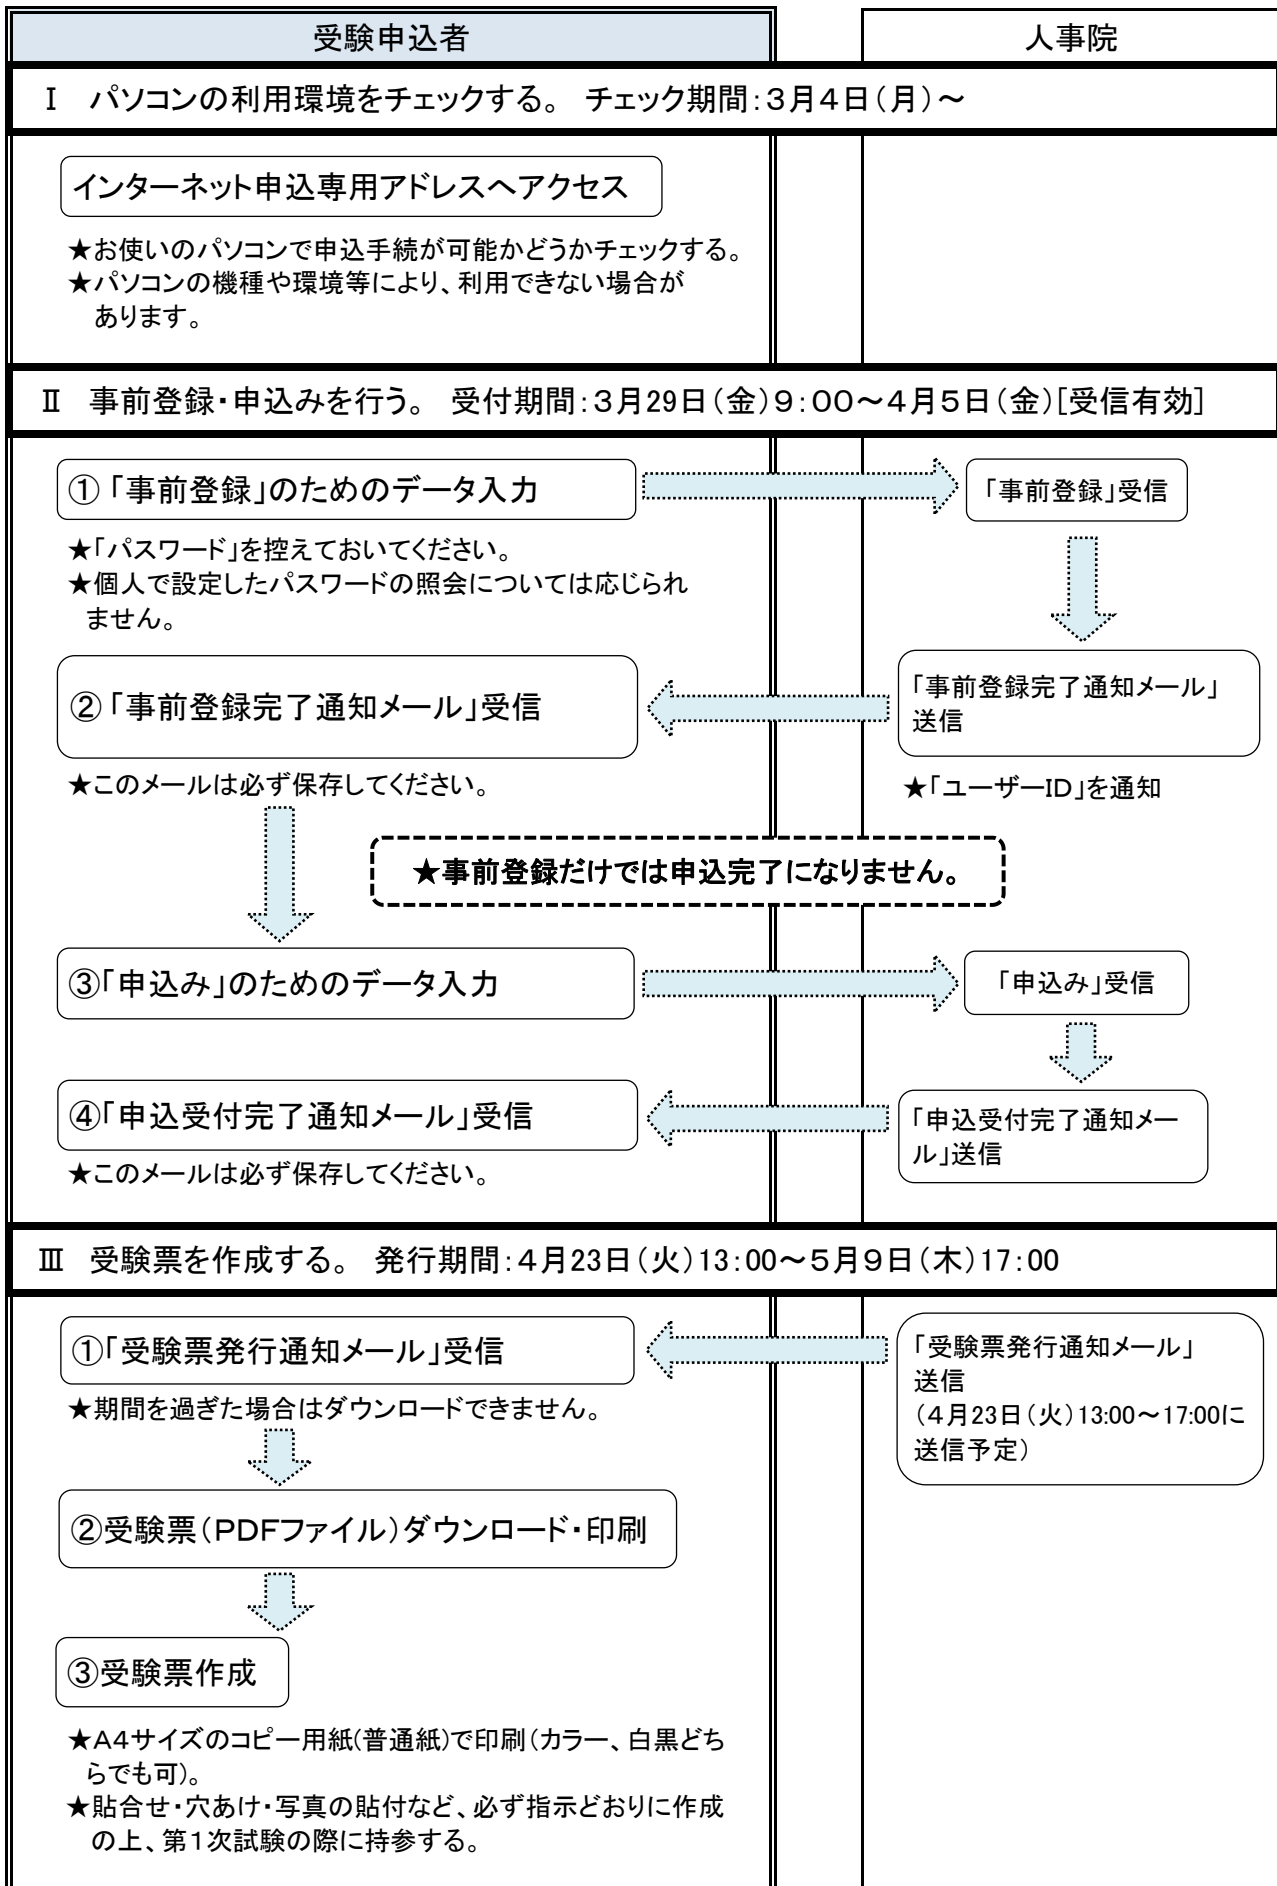 受験申込者
人事院
Ⅰ　パソコンの利用環境をチェックする。　チェック期間：３月４日（月）～
インターネット申込専用アドレスへアクセス
★お使いのパソコンで申込手続が可能かどうかチェックする。
★パソコンの機種や環境等により、利用できない場合が
あります。
Ⅱ　事前登録・申込みを行う。　受付期間：３月29日（金）９：００～４月５日（金）[受信有効]
①「事前登録」のためのデータ入力
「事前登録」受信
★「パスワード」を控えておいてください。
★個人で設定したパスワードの照会については応じられ
ません。
②「事前登録完了通知メール」受信
「事前登録完了通知メール」
送信
★このメールは必ず保存してください。
★「ユーザーID」を通知
★事前登録だけでは申込完了になりません。
③「申込み」のためのデータ入力
「申込み」受信
④「申込受付完了通知メール」受信
「申込受付完了通知メー
ル」送信
★このメールは必ず保存してください。
Ⅲ　受験票を作成する。　発行期間：４月23日（火）13：00～５月９日（木）17：00
①「受験票発行通知メール」受信
「受験票発行通知メール」
送信
（４月23日（火）13:00～17:00に
送信予定）
★期間を過ぎた場合はダウンロードできません。
②受験票（ＰＤＦファイル）ダウンロード・印刷
③受験票作成
★Ａ４サイズのコピー用紙(普通紙)で印刷（カラー、白黒どち
らでも可）。
★貼合せ・穴あけ・写真の貼付など、必ず指示どおりに作成
の上、第１次試験の際に持参する。